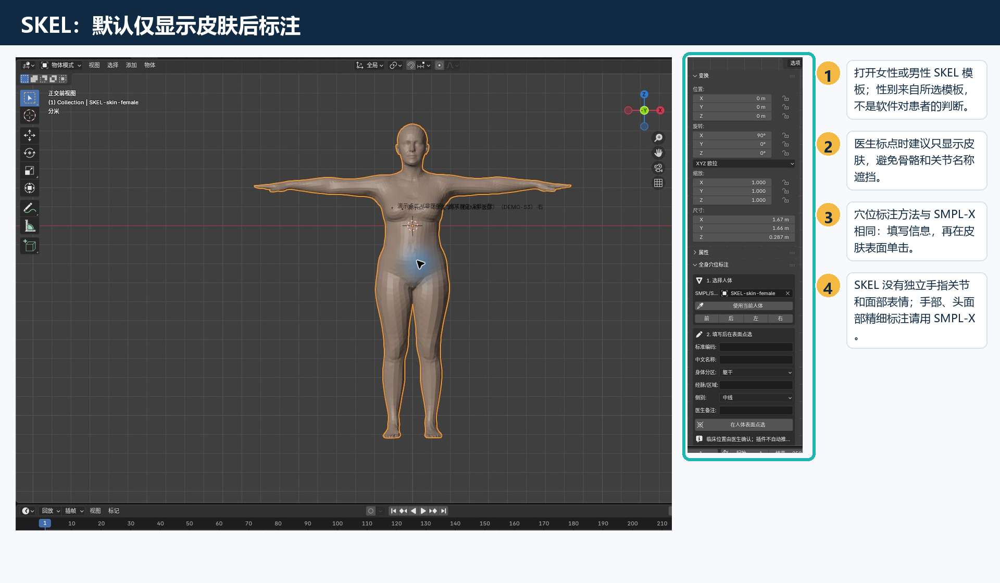 SKEL：默认仅显示皮肤后标注
物体模式 视图 选择 添加 物体
全局
选项
正交前视图
(1) Collection | SKEL-skin-female
分米
Z
-Y
X
演示点
(DEMO-S3) -右
变换
位置:
X 0 m
Y 0 m
Z 0 m
旋转:
X 90°
Y 0°
Z 0°
XYZ 欧拉
缩放:
X 1.000
Y 1.000
Z 1.000
尺寸:
X 1.67 m
Y 1.66 m
Z 0.287 m
属性
全身穴位标注
1. 选择人体
SMPL/S... SKEL-skin-female
使用当前人体
前 后 左 右
2. 填写后在表面点选
标准编码:
中文名称:
身体分区: 躯干
经脉/区域:
侧别: 中线
医生备注:
在人体表面点选
临床位置由医生确认；插件不自动推...
1
打开女性或男性 SKEL 模
板；性别来自所选模板，
不是软件对患者的判断。
2
医生标点时建议只显示皮
肤，避免骨骼和关节名称
遮挡。
3
穴位标注方法与 SMPL-X
相同：填写信息，再在皮
肤表面单击。
4
SKEL 没有独立手指关节
和面部表情；手部、头面
部精细标注请用 SMPL-X
。
回放 插帧 视图 标记
1 10 20 30 40 50 60 70 80 90 100 110 120 130 140 150 160 170 180 190 200 210